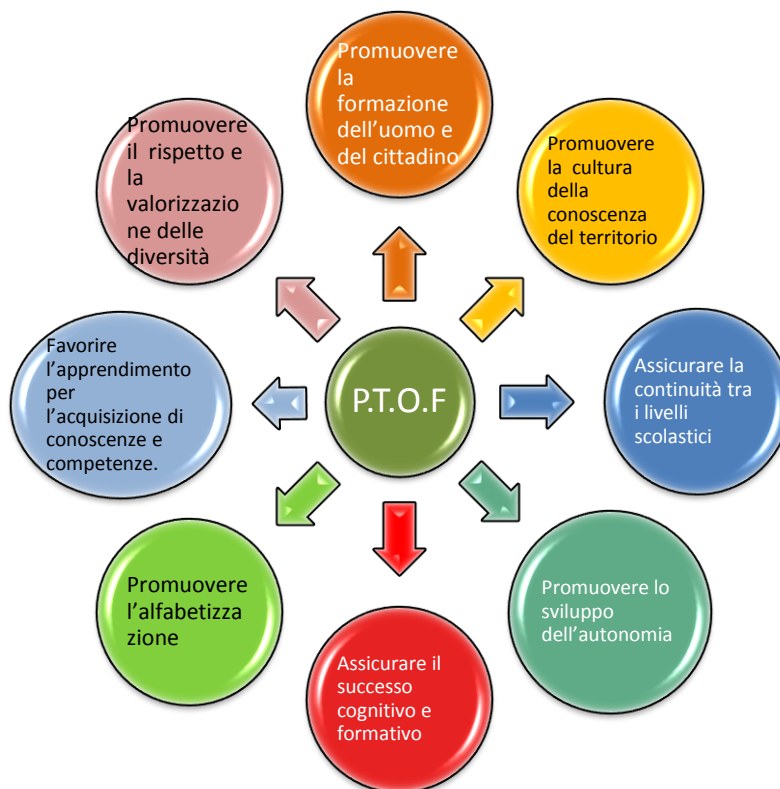 Promuovere
la
formazione
dell'uomo e
del cittadino
Promuovere
la cultura
della
conoscenza
del territorio
Assicurare la
continuità tra
i livelli
scolastici
Promuovere lo
sviluppo
dell'autonomia
Assicurare il
successo
cognitivo e
formativo
Promuovere
l'alfabetizza
zione
Favorire
l'apprendimento
per
l'acquisizione di
conoscenze e
competenze.
Promuovere
il rispetto e
la
valorizzazio
ne delle
diversità
P.T.O.F